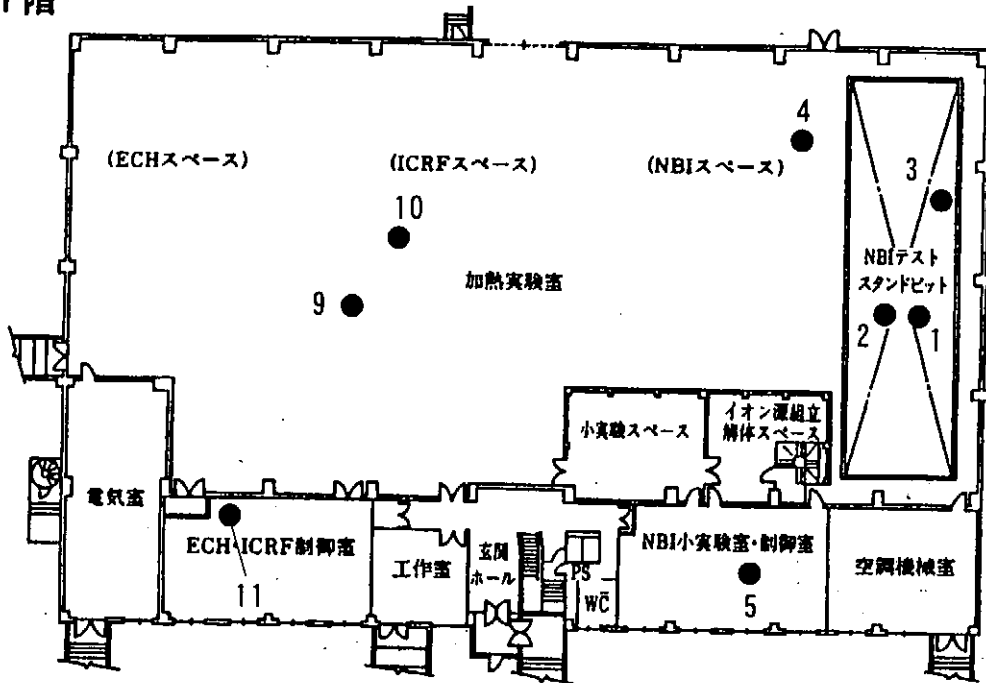 1階
4
(ECHスペース)
(ICRFスペース)
(NBIスペース)
3
10
NBIテスト
スタンドピット
加熱実験室
9
2
1
小実験スペース
イオン源組立
解体スペース
電気室
ECH・ICRF制御室
11
工作室
玄関
ホール
PS
WC
NBI小実験室・制御室
5
空調機械室